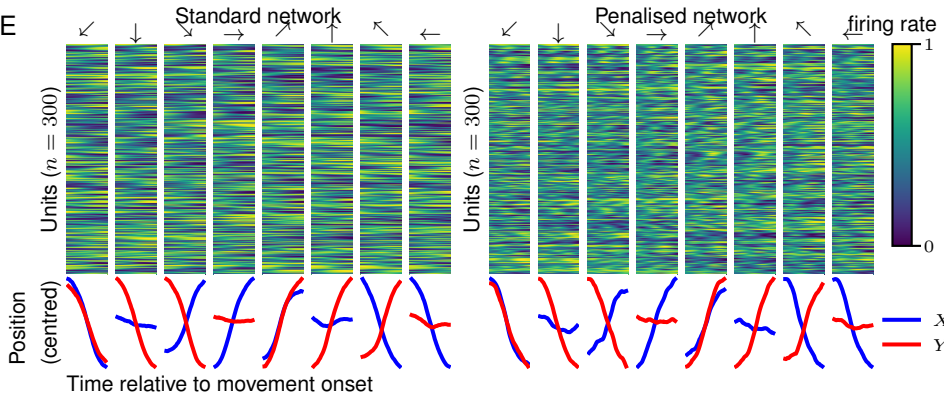 E
Standard network
Penalised network
firing rate
↙ ↓ ↘ → ↗ ↑ ↖ ←
↙ ↓ ↘ → ↗ ↑ ↖ ←
Units (n = 300)
Units (n = 300)
1
0
Position
(centred)
X
Y
Time relative to movement onset